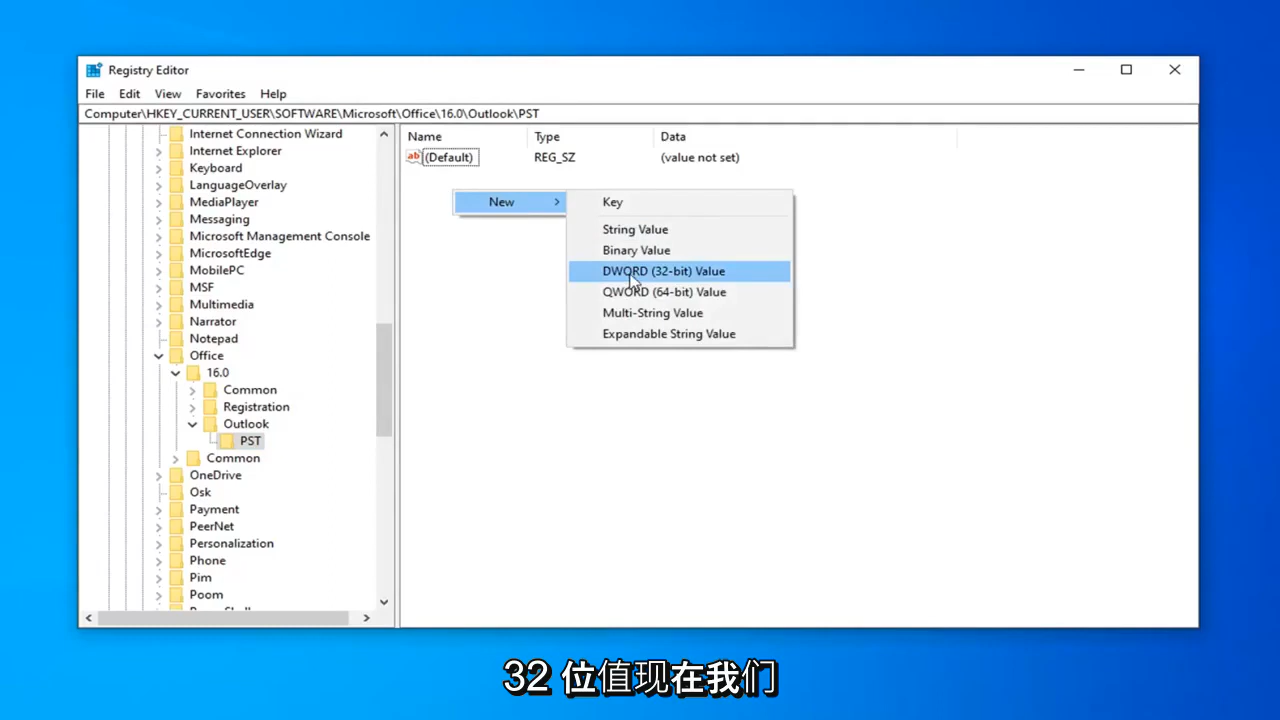 Registry Editor
File Edit View Favorites Help
Computer\HKEY_CURRENT_USER\SOFTWARE\Microsoft\Office\16.0\Outlook\PST
Internet Connection Wizard
Internet Explorer
Keyboard
LanguageOverlay
MediaPlayer
Messaging
Microsoft Management Console
MicrosoftEdge
MobilePC
MSF
Multimedia
Narrator
Notepad
Office
16.0
Common
Registration
Outlook
PST
Common
OneDrive
Osk
Payment
PeerNet
Personalization
Phone
Pim
Poom
Name Type Data
ab (Default) REG_SZ (value not set)
New
Key
String Value
Binary Value
DWORD (32-bit) Value
QWORD (64-bit) Value
Multi-String Value
Expandable String Value
32 位值现在我们